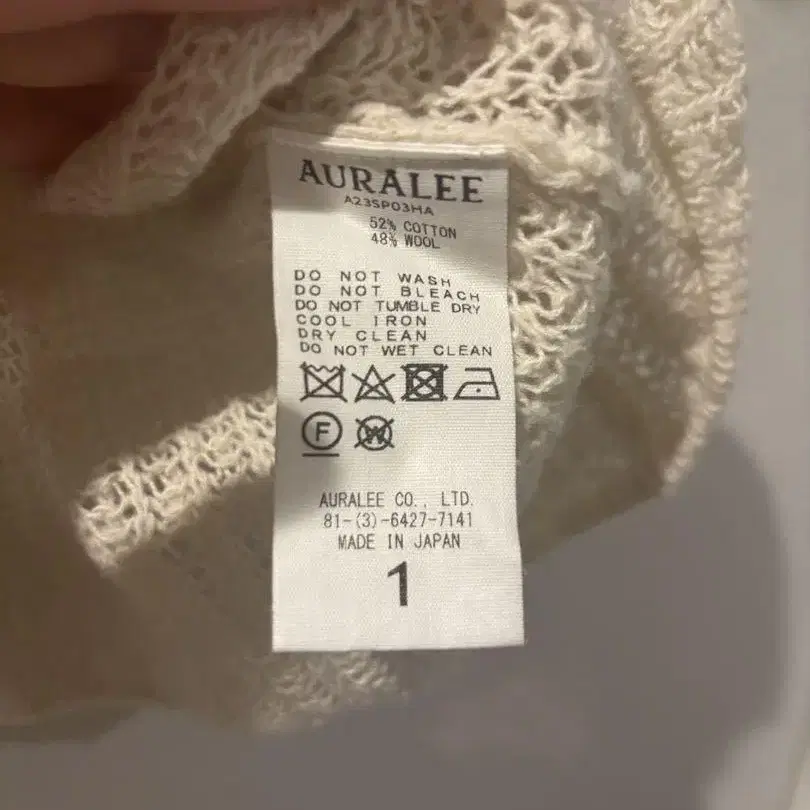 AURALEE
A23SP03HA
52% COTTON
48% WOOL
DO NOT WASH
DO NOT BLEACH
DO NOT TUMBLE DRY
COOL IRON
DRY CLEAN
DO NOT WET CLEAN
F W
AURALEE CO., LTD.
81-(3)-6427-7141
MADE IN JAPAN
1